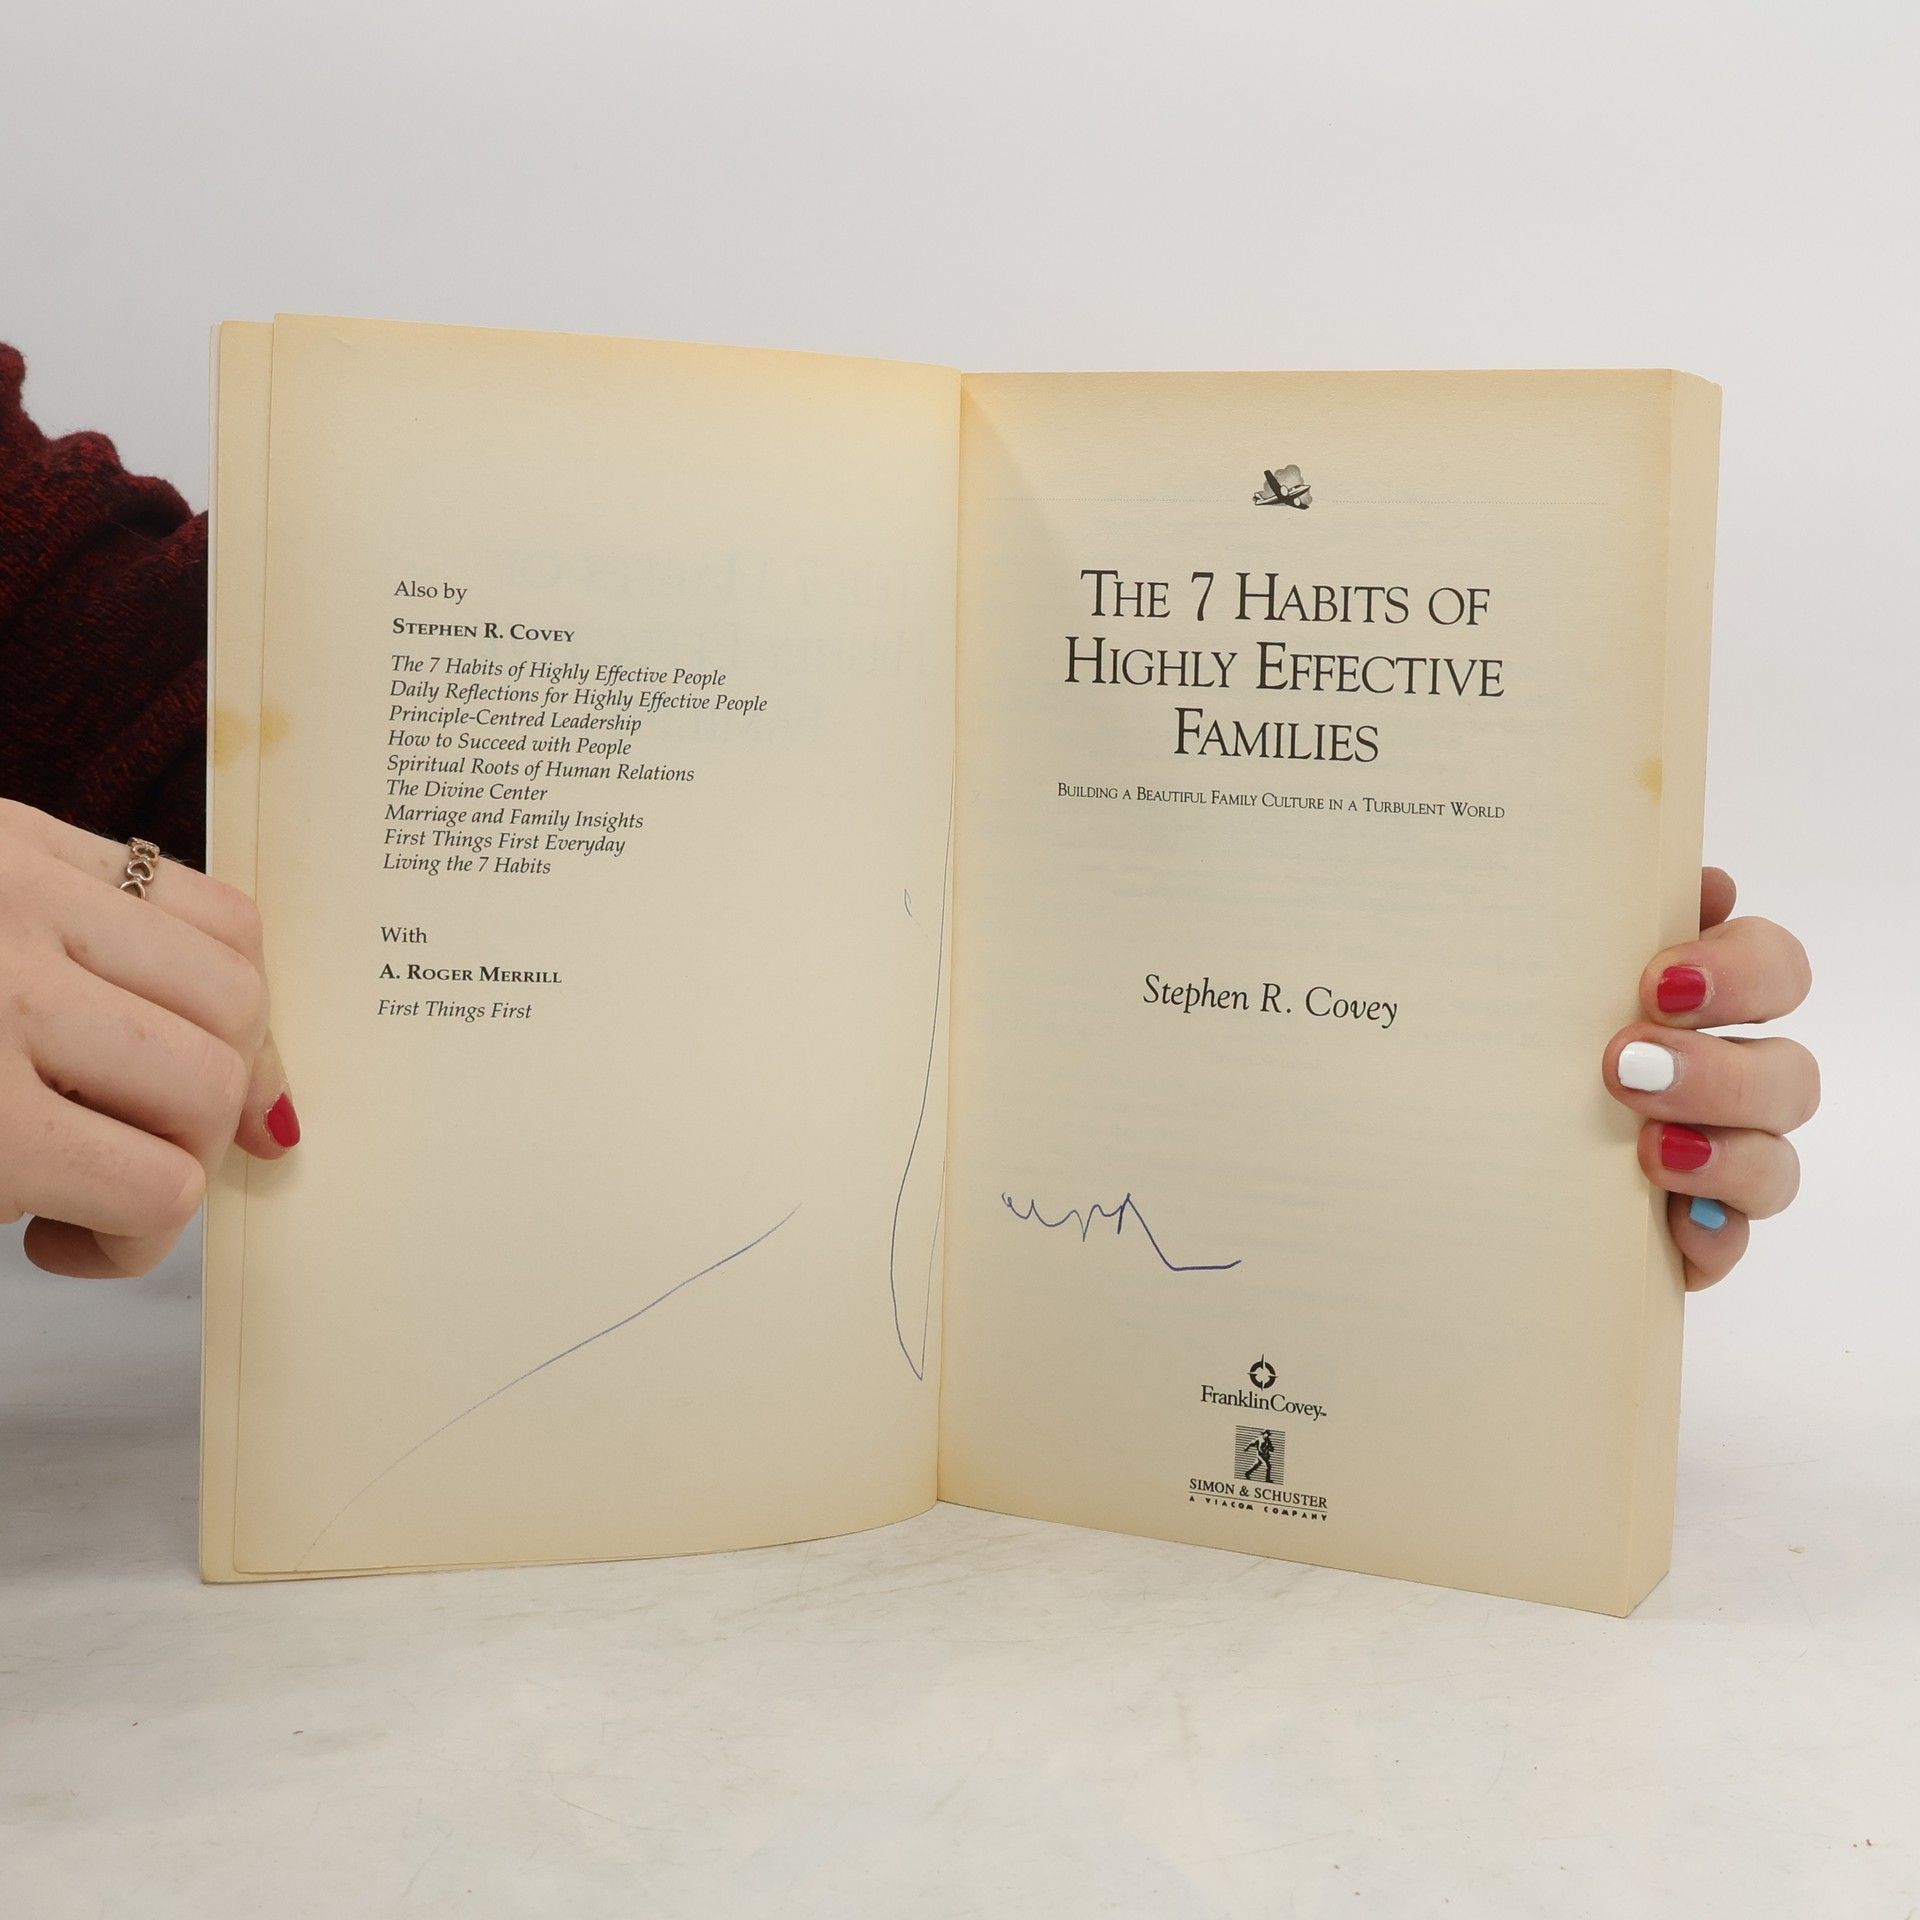 Also by
STEPHEN R. COVEY
The 7 Habits of Highly Effective People
Daily Reflections for Highly Effective People
Principle-Centred Leadership
How to Succeed with People
Spiritual Roots of Human Relations
The Divine Center
Marriage and Family Insights
First Things First Everyday
Living the 7 Habits
With
A. ROGER MERRILL
First Things First
THE 7 HABITS OF
HIGHLY EFFECTIVE
FAMILIES
BUILDING A BEAUTIFUL FAMILY CULTURE IN A TURBULENT WORLD
Stephen R. Covey
FranklinCovey™
SIMON & SCHUSTER
A VIACOM COMPANY